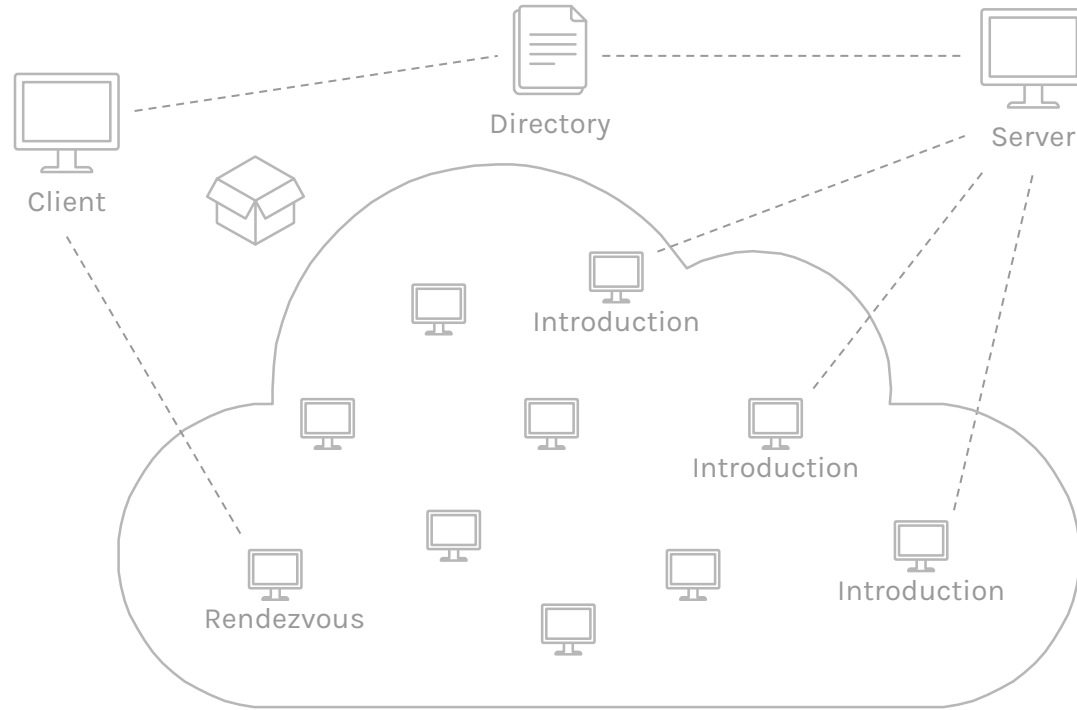 Directory
Server
Client
Introduction
Introduction
Introduction
Rendezvous